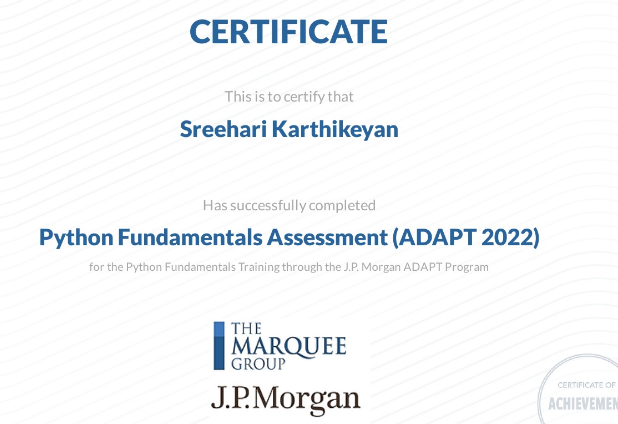 CERTIFICATE
This is to certify that
Sreehari Karthikeyan
Has successfully completed
Python Fundamentals Assessment (ADAPT 2022)
for the Python Fundamentals Training through the J.P. Morgan ADAPT Program
THE
MARQUEE
GROUP
J.P.Morgan
CERTIFICATE OF
ACHIEVEMEN